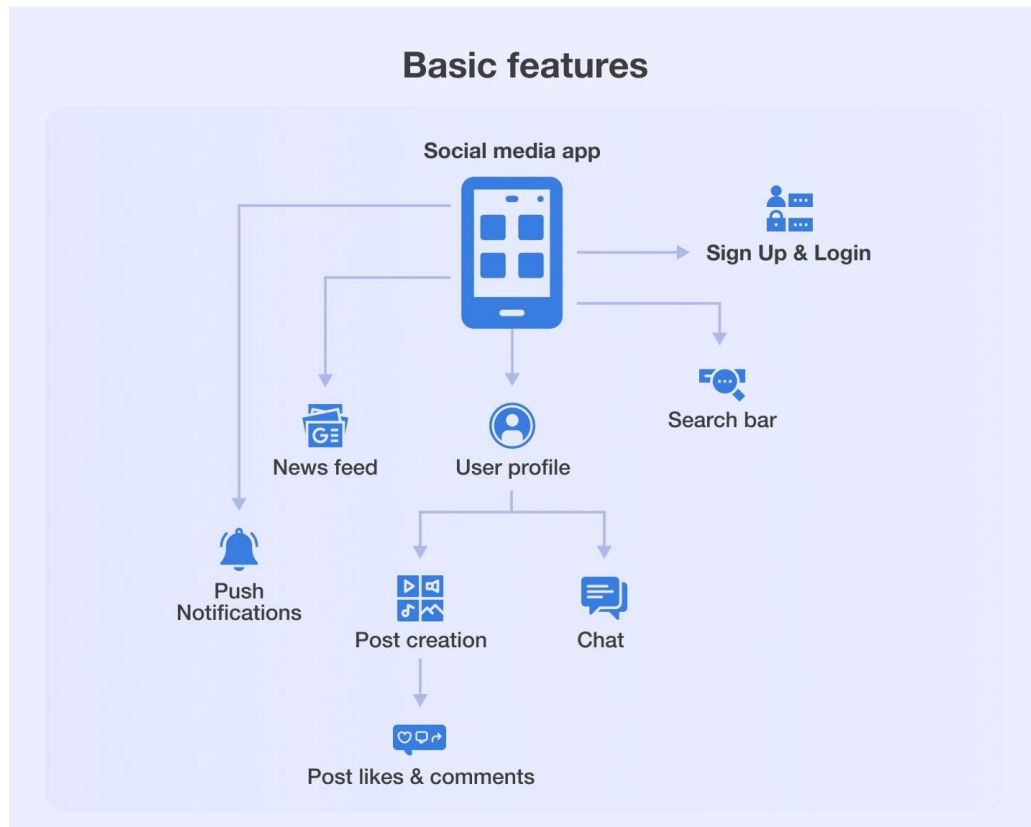 Basic features
Social media app
Sign Up & Login
Search bar
GE
News feed
User profile
Push
Notifications
Post creation
Chat
Post likes & comments